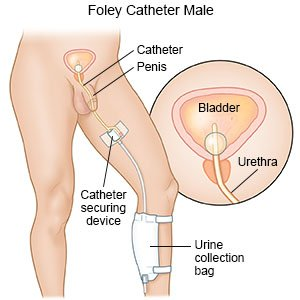 Foley Catheter Male
Catheter
Penis
Bladder
Urethra
Catheter
securing
device
Urine
collection
bag